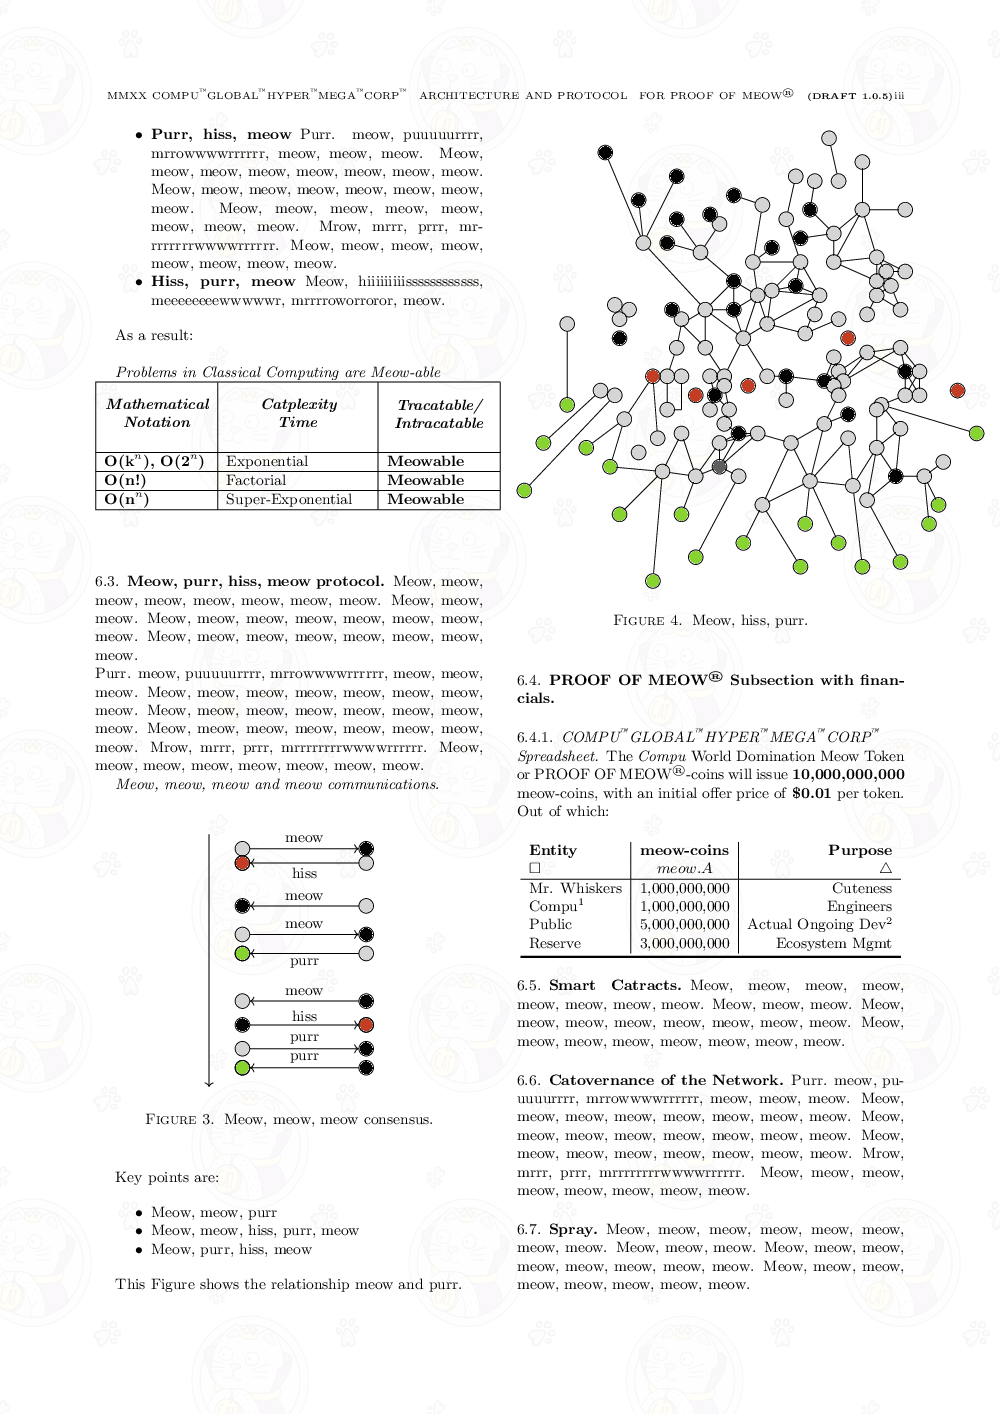 MMXX COMPU™GLOBAL™HYPER™MEGA™CORP™ ARCHITECTURE AND PROTOCOL FOR PROOF OF MEOW® (DRAFT 1.0.5)iii
• Purr, hiss, meow Purr. meow, puuuuurrrr,
mrrowwwwrrrrrr, meow, meow, meow. Meow,
meow, meow, meow, meow, meow, meow, meow.
Meow, meow, meow, meow, meow, meow,
meow. Meow, meow, meow, meow, meow,
meow, meow, meow. Mrow, mrrr, prrr, mr-
rrrrrrrwwwwrrrrrr. Meow, meow, meow, meow,
meow, meow, meow, meow.
• Hiss, purr, meow Meow, hiiiiiiiiissssssssssss,
meeeeeeeewwwwwr, mrrrroworroror, meow.
As a result:
Problems in Classical Computing are Meow-able
Mathematical Notation Catplexity Time Tracatable/ Intracatable
O(kⁿ), O(2ⁿ) Exponential Meowable
O(n!) Factorial Meowable
O(nⁿ) Super-Exponential Meowable
6.3. Meow, purr, hiss, meow protocol. Meow, meow,
meow, meow, meow, meow, meow, meow. Meow, meow,
meow. Meow, meow, meow, meow, meow, meow, meow,
meow. Meow, meow, meow, meow, meow, meow, meow,
meow.
Purr. meow, puuuuurrrr, mrrowwwwrrrrrr, meow, meow,
meow. Meow, meow, meow, meow, meow, meow, meow,
meow. Meow, meow, meow, meow, meow, meow, meow,
meow. Meow, meow, meow, meow, meow, meow, meow,
meow. Mrow, mrrr, prrr, mrrrrrrrrwwwwrrrrrr. Meow,
meow, meow, meow, meow, meow, meow, meow.
Meow, meow, meow and meow communications.
meow
hiss
meow
meow
purr
meow
hiss
purr
purr
Figure 3. Meow, meow, meow consensus.
Key points are:
• Meow, meow, purr
• Meow, meow, hiss, purr, meow
• Meow, purr, hiss, meow
This Figure shows the relationship meow and purr.
Figure 4. Meow, hiss, purr.
6.4. PROOF OF MEOW® Subsection with finan-
cials.
6.4.1. COMPU™GLOBAL™HYPER™MEGA™CORP™
Spreadsheet. The Compu World Domination Meow Token
or PROOF OF MEOW®-coins will issue 10,000,000,000
meow-coins, with an initial offer price of $0.01 per token.
Out of which:
Entity meow-coins Purpose
□ meow.A △
Mr. Whiskers 1,000,000,000 Cuteness
Compu¹ 1,000,000,000 Engineers
Public 5,000,000,000 Actual Ongoing Dev²
Reserve 3,000,000,000 Ecosystem Mgmt
6.5. Smart Catracts. Meow, meow, meow, meow,
meow, meow, meow, meow. Meow, meow, meow. Meow,
meow, meow, meow, meow, meow, meow, meow. Meow,
meow, meow, meow, meow, meow, meow, meow.
6.6. Catovernance of the Network. Purr. meow, pu-
uuuurrrr, mrrowwwwrrrrrr, meow, meow, meow. Meow,
meow, meow, meow, meow, meow, meow, meow. Meow,
meow, meow, meow, meow, meow, meow, meow. Meow,
meow, meow, meow, meow, meow, meow, meow. Mrow,
mrrr, prrr, mrrrrrrrrwwwwrrrrrr. Meow, meow, meow,
meow, meow, meow, meow, meow.
6.7. Spray. Meow, meow, meow, meow, meow, meow,
meow, meow. Meow, meow, meow. Meow, meow, meow,
meow, meow, meow, meow, meow. Meow, meow, meow,
meow, meow, meow, meow, meow.